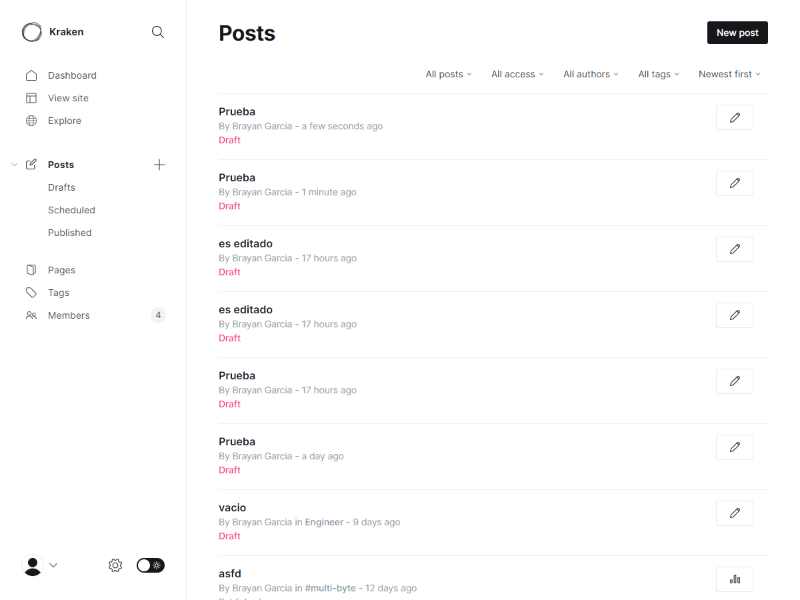 Kraken
Dashboard
View site
Explore
Posts
Drafts
Scheduled
Published
Pages
Tags
Members 4
Posts
New post
All posts All access All authors All tags Newest first
Prueba
By Brayan Garcia - a few seconds ago
Draft
Prueba
By Brayan Garcia - 1 minute ago
Draft
es editado
By Brayan Garcia - 17 hours ago
Draft
es editado
By Brayan Garcia - 17 hours ago
Draft
Prueba
By Brayan Garcia - 17 hours ago
Draft
Prueba
By Brayan Garcia - a day ago
Draft
vacio
By Brayan Garcia in Engineer - 9 days ago
Draft
asfd
By Brayan Garcia in #multi-byte - 12 days ago